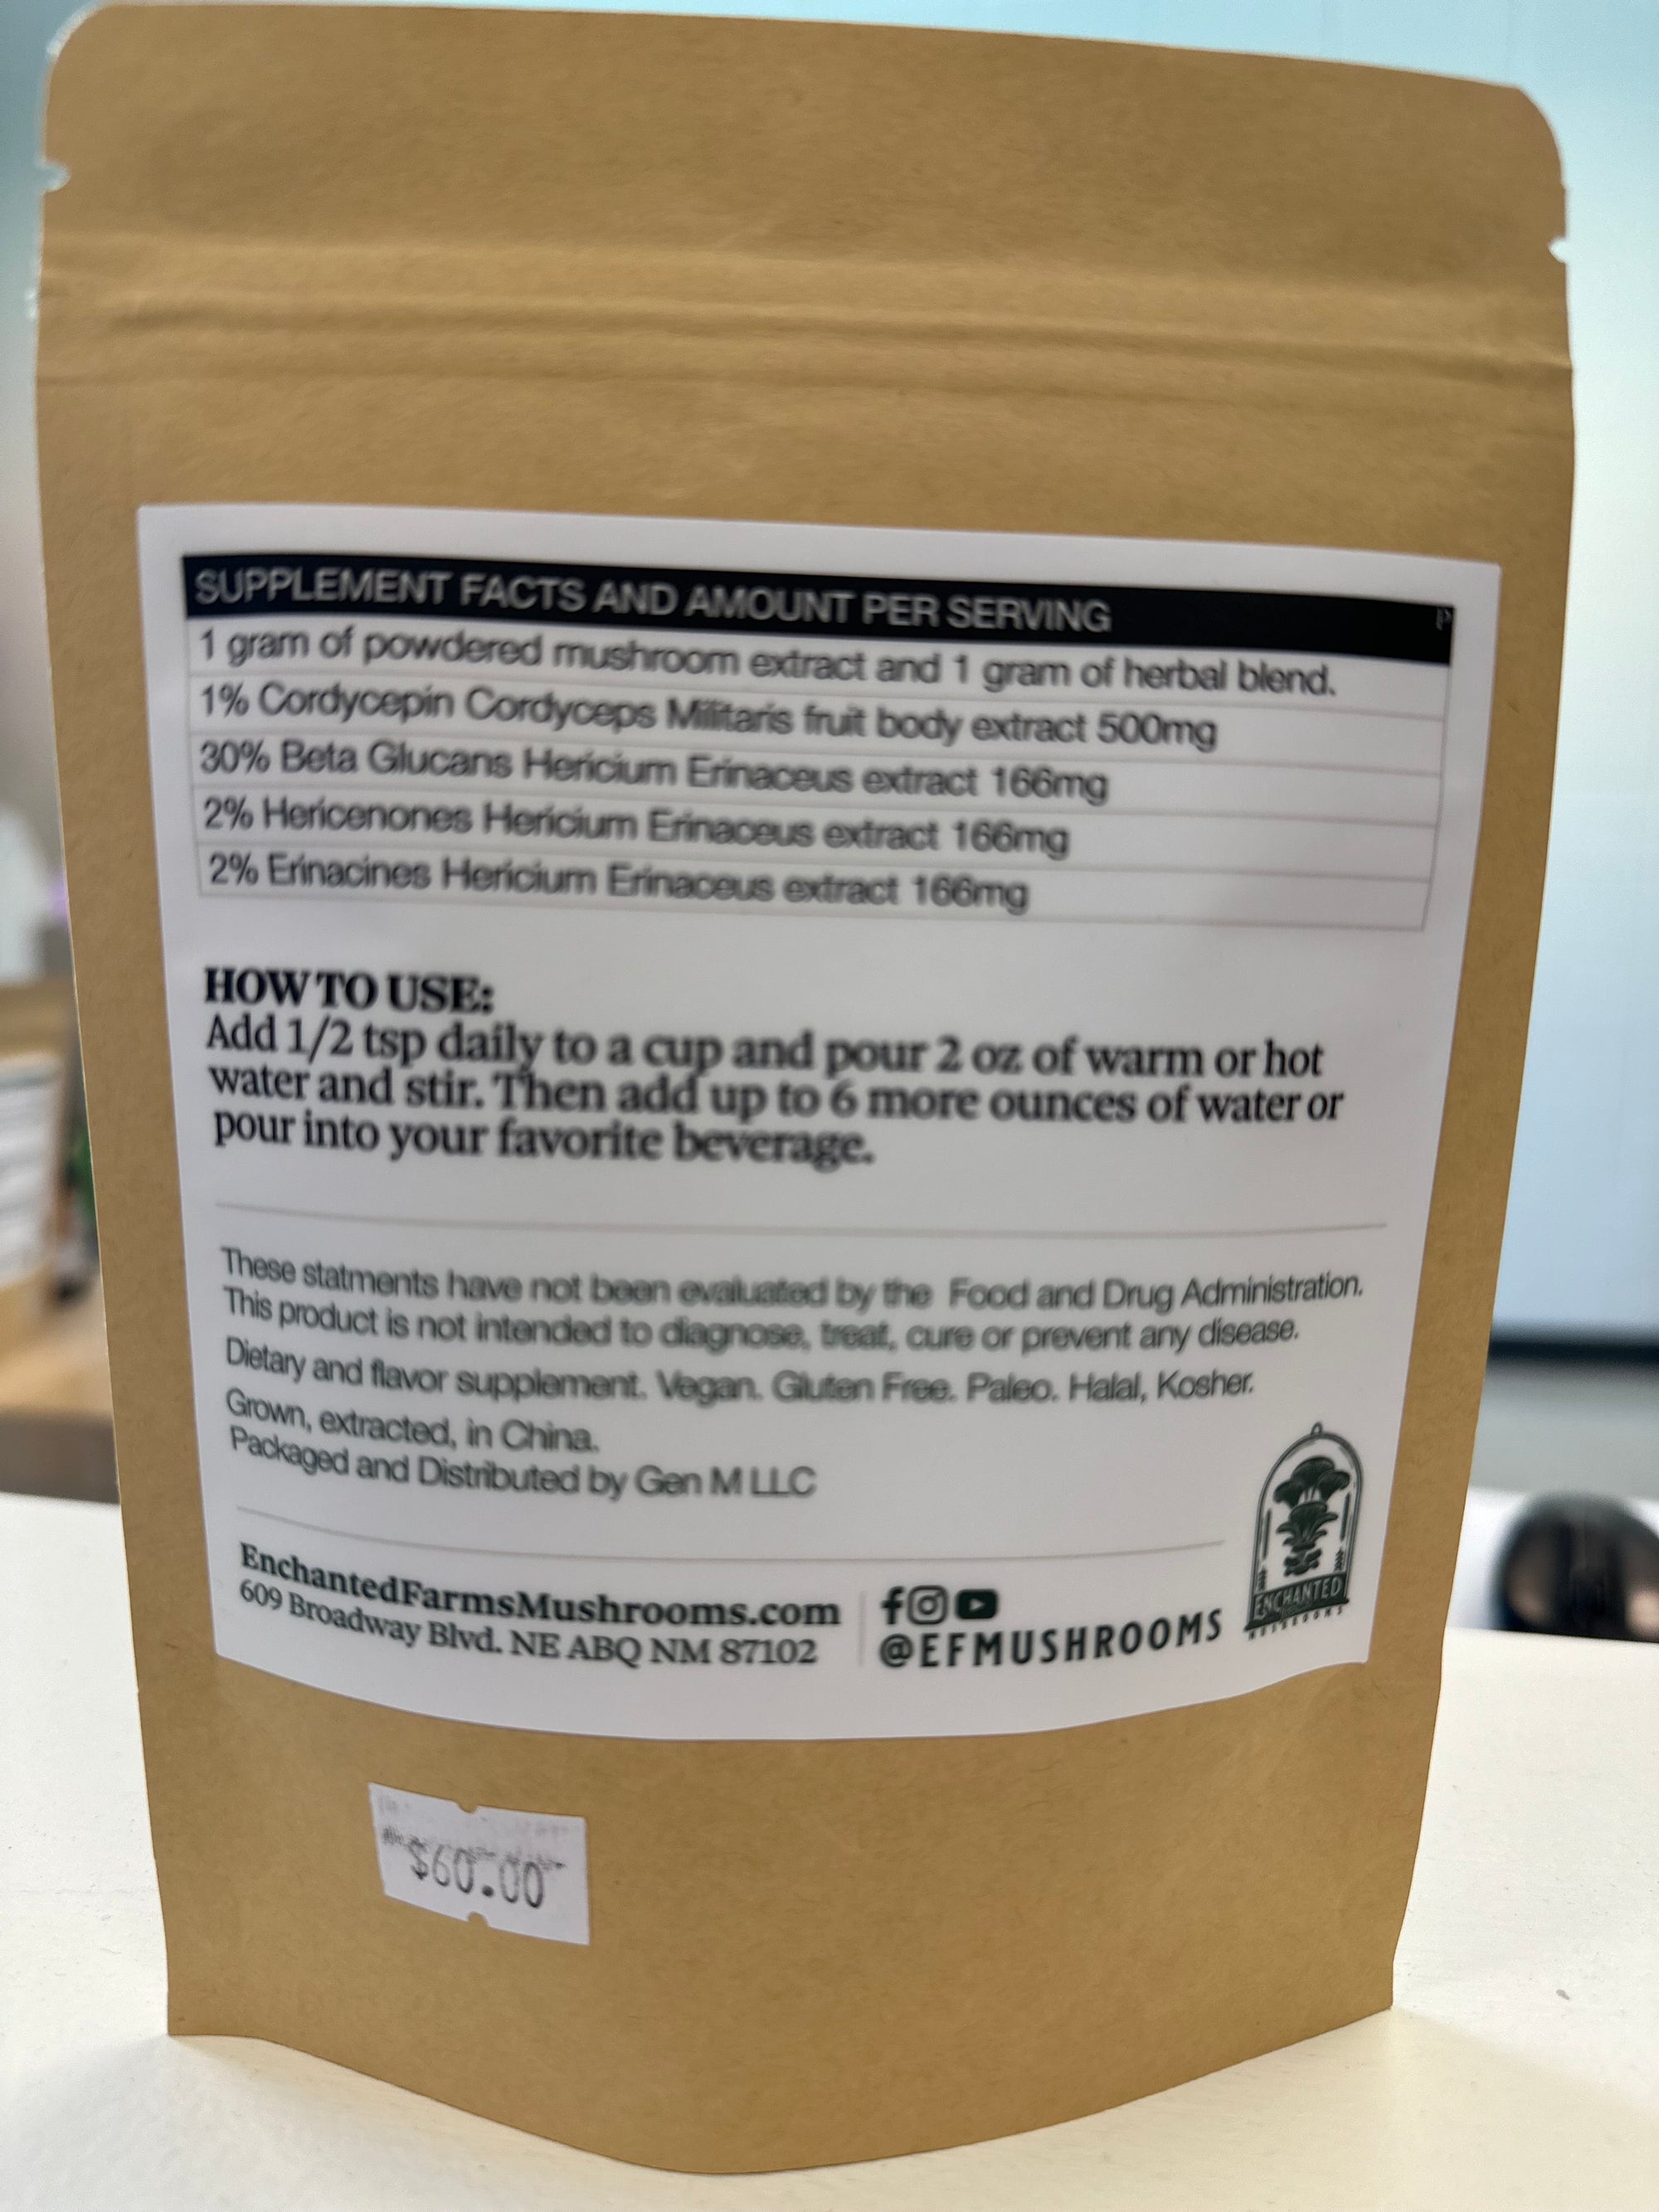 SUPPLEMENT FACTS AND AMOUNT PER SERVING P
1 gram of powdered mushroom extract and 1 gram of herbal blend.
1% Cordycepin Cordyceps Militaris fruit body extract 500mg
30% Beta Glucans Hericium Erinaceus extract 166mg
2% Hericenones Hericium Erinaceus extract 166mg
2% Erinacines Hericium Erinaceus extract 166mg
HOW TO USE:
Add 1/2 tsp daily to a cup and pour 2 oz of warm or hot
water and stir. Then add up to 6 more ounces of water or
pour into your favorite beverage.
These statments have not been evaluated by the Food and Drug Administration.
This product is not intended to diagnose, treat, cure or prevent any disease.
Dietary and flavor supplement. Vegan. Gluten Free. Paleo. Halal, Kosher.
Grown, extracted, in China.
Packaged and Distributed by Gen M LLC
EnchantedFarmsMushrooms.com
609 Broadway Blvd. NE ABQ NM 87102
@EFMUSHROOMS
ENCHANTED
MUSHROOMS
$60.00